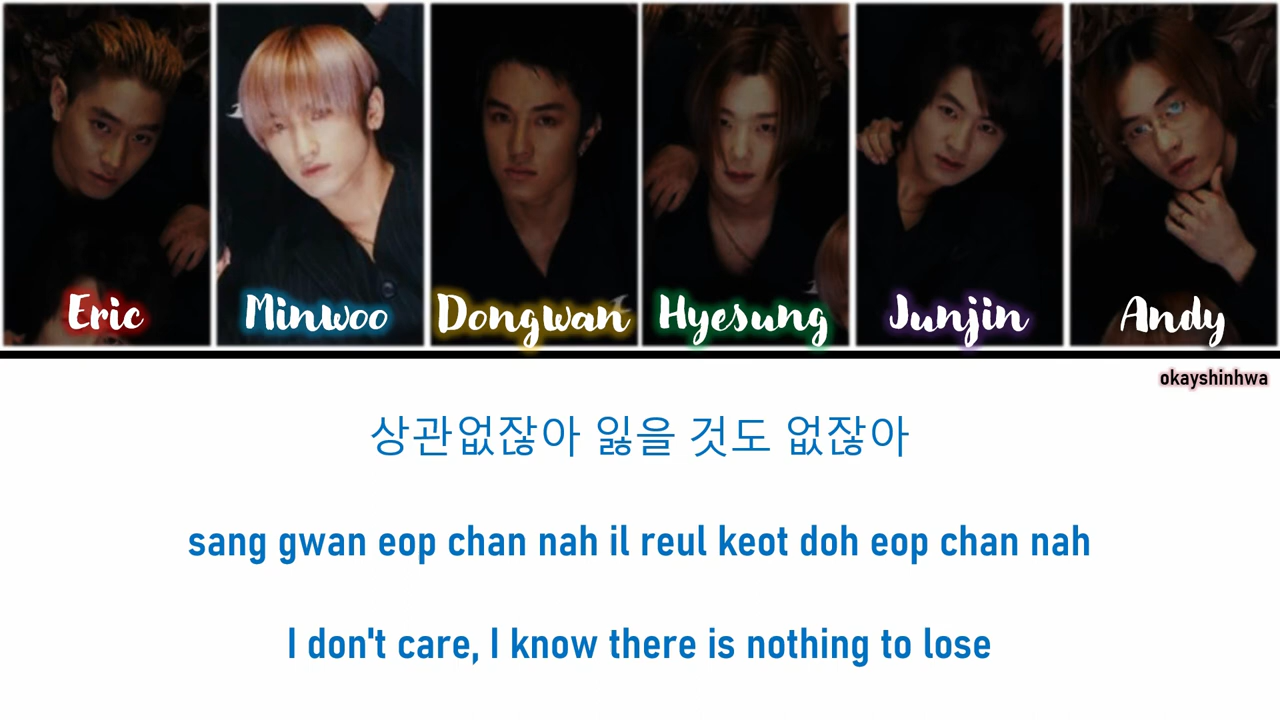 Eric Minwoo Dongwan Hyesung Junjin Andy
okayshinhwa
상관없잖아 잃을 것도 없잖아
sang gwan eop chan nah il reul keot doh eop chan nah
I don't care, I know there is nothing to lose